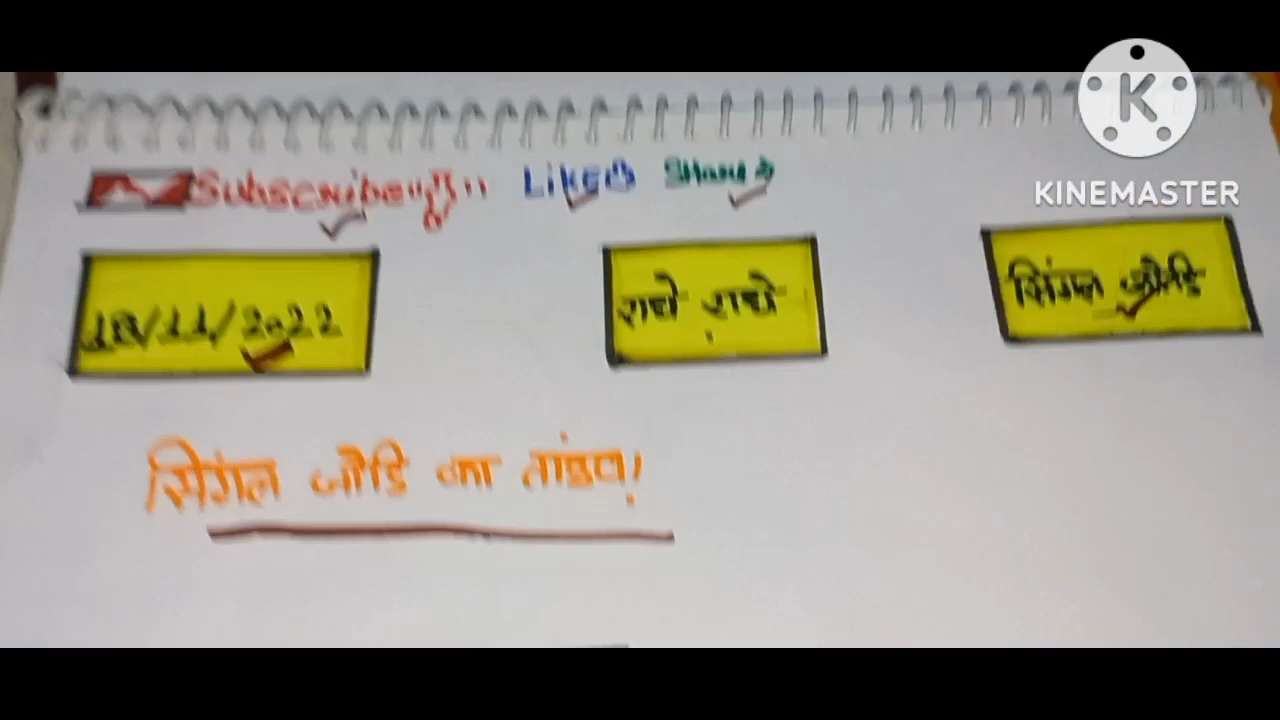 KINEMASTER
Subscribe Like Share
18/11/2022 राधे राधे सिंगल जोडि
सिंगल जोडि का तांडव!